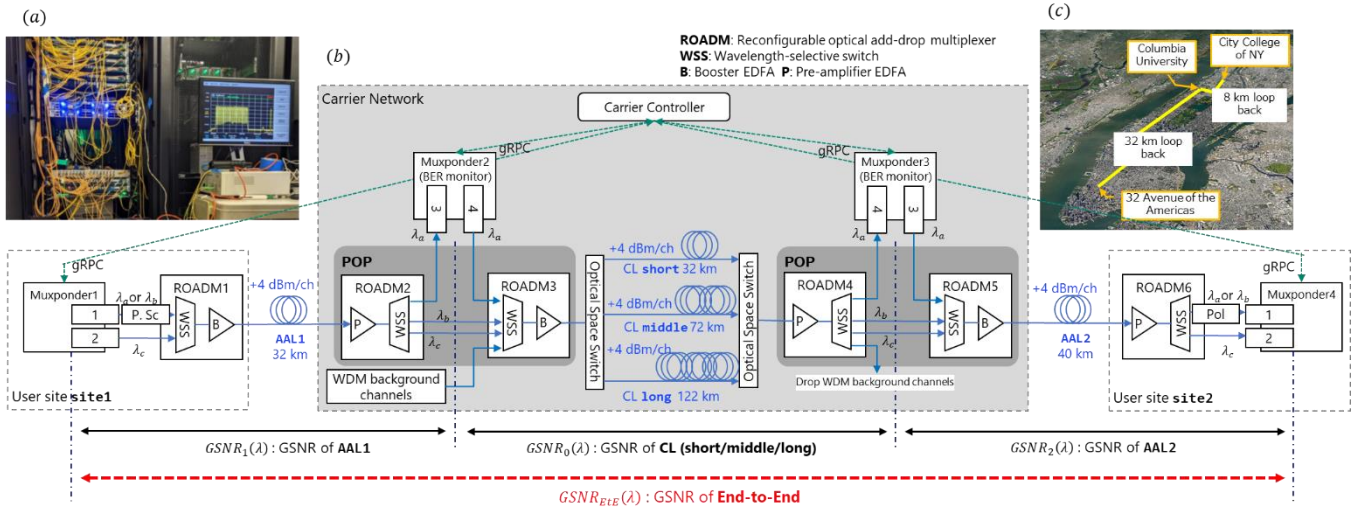 (a)
(b)
(c)
ROADM: Reconfigurable optical add-drop multiplexer
WSS: Wavelength-selective switch
B: Booster EDFA P: Pre-amplifier EDFA
Columbia
University
City College
of NY
8 km loop
back
32 km loop
back
32 Avenue of the
Americas
Carrier Network
Carrier Controller
gRPC
gRPC
Muxponder2
(BER monitor)
3
4
λa
λa
Muxponder3
(BER monitor)
4
3
λa
λa
gRPC
Muxponder1
1
2
λa or λb
P. Sc
λc
ROADM1
WSS
B
+4 dBm/ch
AAL1
32 km
User site site1
POP
ROADM2
P
WSS
λb
λc
ROADM3
WSS
B
WDM background
channels
Optical Space Switch
+4 dBm/ch
CL short 32 km
+4 dBm/ch
CL middle 72 km
+4 dBm/ch
CL long 122 km
Optical Space Switch
POP
ROADM4
P
WSS
λb
λc
ROADM5
WSS
B
Drop WDM background channels
+4 dBm/ch
AAL2
40 km
gRPC
ROADM6
P
WSS
λa or λb
Pol
λc
Muxponder4
1
2
User site site2
GSNR1(λ) : GSNR of AAL1
GSNR0(λ) : GSNR of CL (short/middle/long)
GSNR2(λ) : GSNR of AAL2
GSNREtE(λ) : GSNR of End-to-End